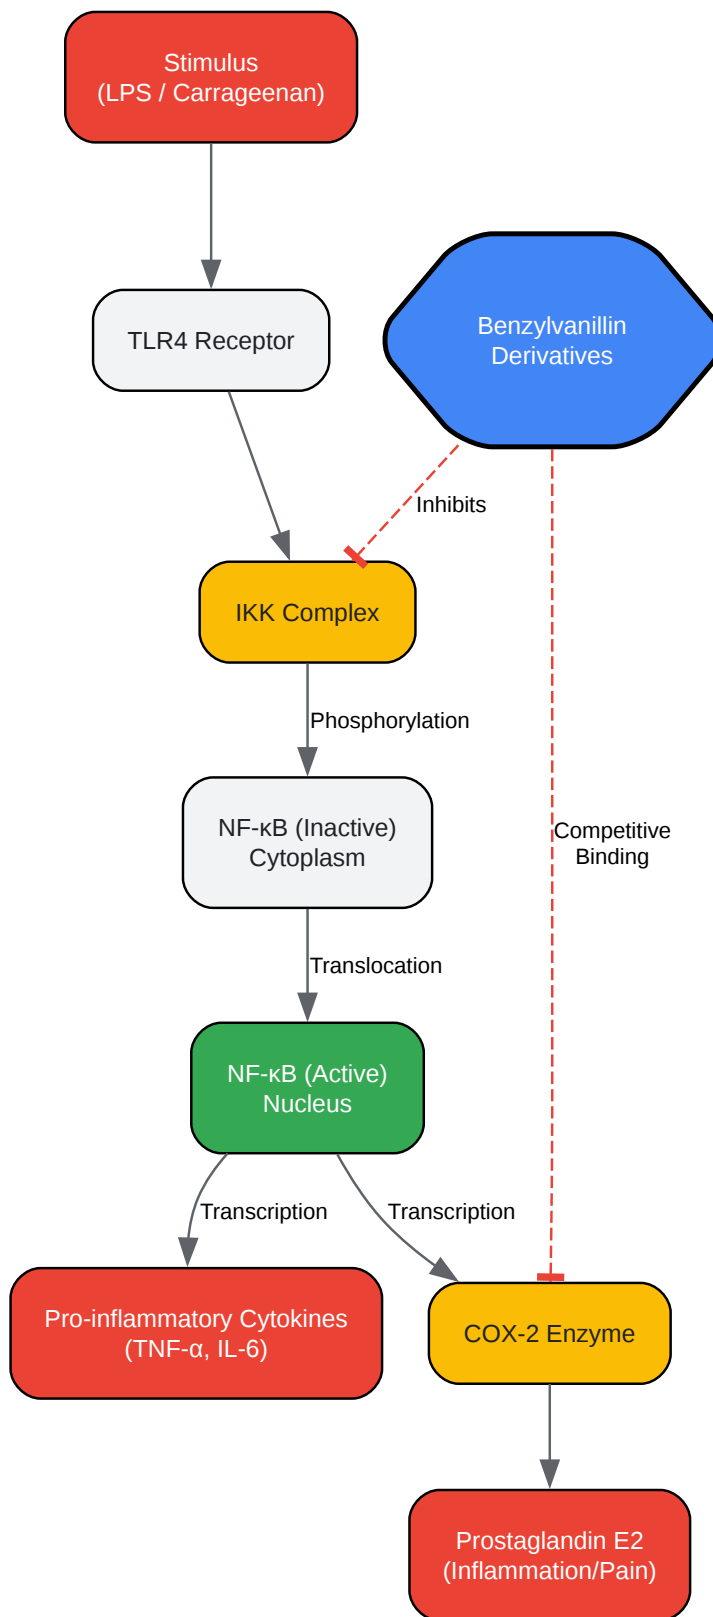 Stimulus
(LPS / Carrageenan)
TLR4 Receptor
Benzylvanillin
Derivatives
Inhibits
IKK Complex
Phosphorylation
NF-κB (Inactive)
Cytoplasm
Competitive
Binding
Translocation
NF-κB (Active)
Nucleus
Transcription
Transcription
Pro-inflammatory Cytokines
(TNF-α, IL-6)
COX-2 Enzyme
Prostaglandin E2
(Inflammation/Pain)